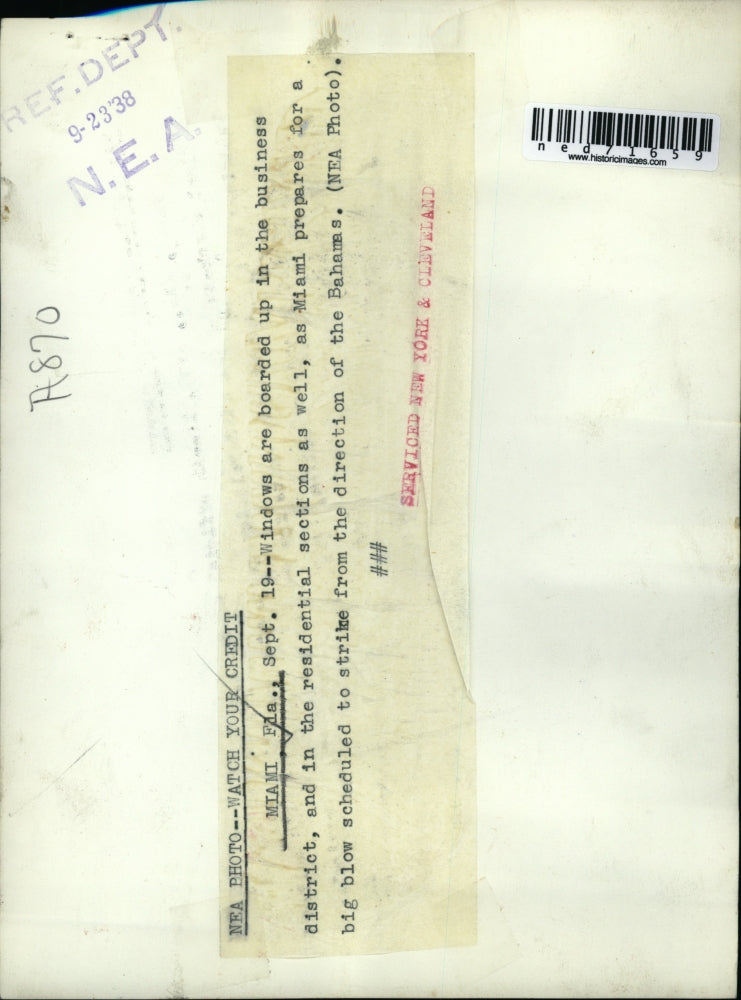 REF. DEPT.
9-23'38
N. E. A.
ned71659
www.historicimages.com
A870
NEA PHOTO--WATCH YOUR CREDIT
MIAMI, Fla., Sept. 19--Windows are boarded up in the business
district, and in the residential sections as well, as Miami prepares for a
big blow scheduled to strike from the direction of the Bahamas. (NEA Photo).
###
SERVICED NEW YORK & CLEVELAND